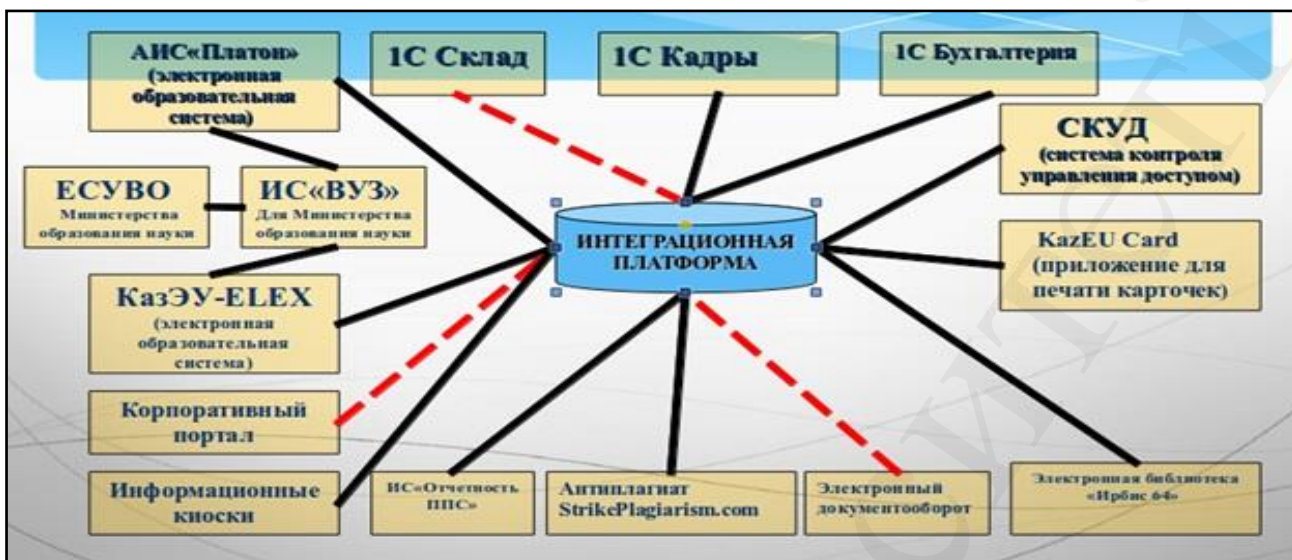 АИС«Платон»
(электронная
образовательная
система)
1С Склад
1С Кадры
1С Бухгалтерия
СКУД
(система контроля
управления доступом)
ЕСУВО
Министерства
образования науки
ИС«ВУЗ»
Для Министерства
образования науки
ИНТЕГРАЦИОННАЯ
ПЛАТФОРМА
KazEU Card
(приложение для
печати карточек)
КазЭУ-ELEX
(электронная
образовательная
система)
Корпоративный
портал
Информационные
киоски
ИС«Отчетность
ППС»
Антиплагиат
StrikePlagiarism.com
Электронный
документооборот
Электронная библиотека
«Ирбис 64»